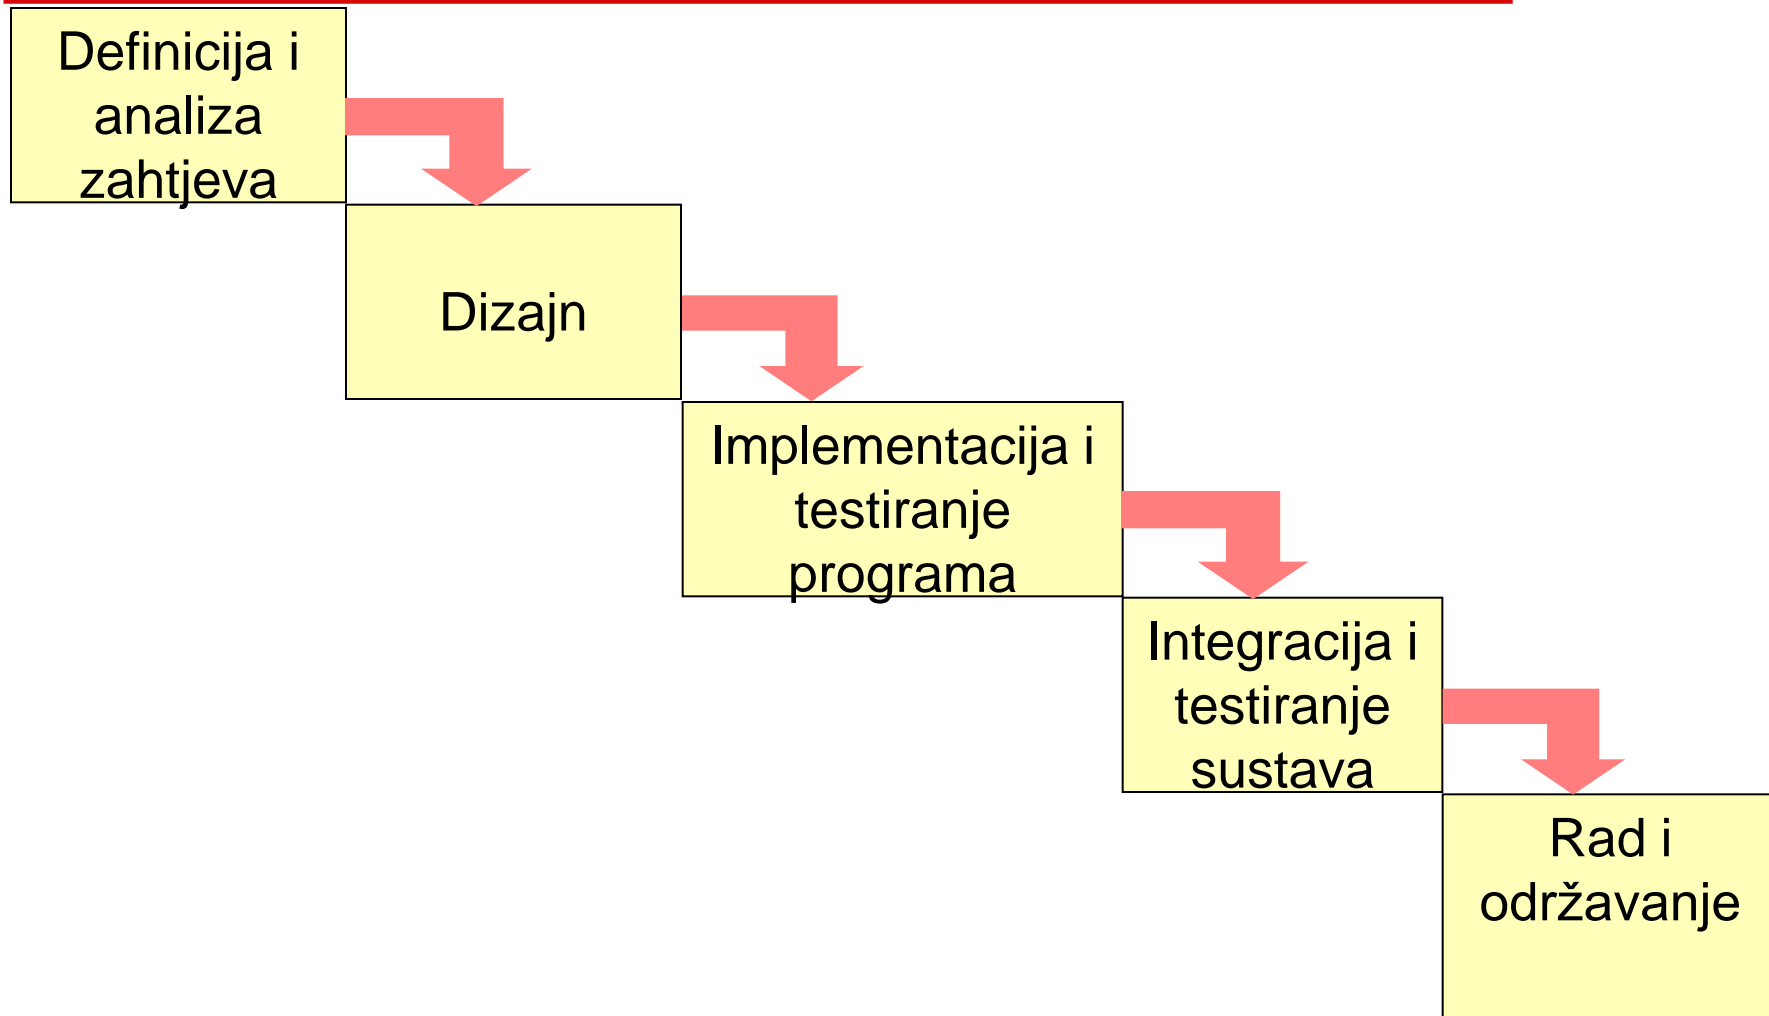 Definicija i
analiza
zahtjeva
Dizajn
Implementacija i
testiranje
programa
Integracija i
testiranje
sustava
Rad i
održavanje